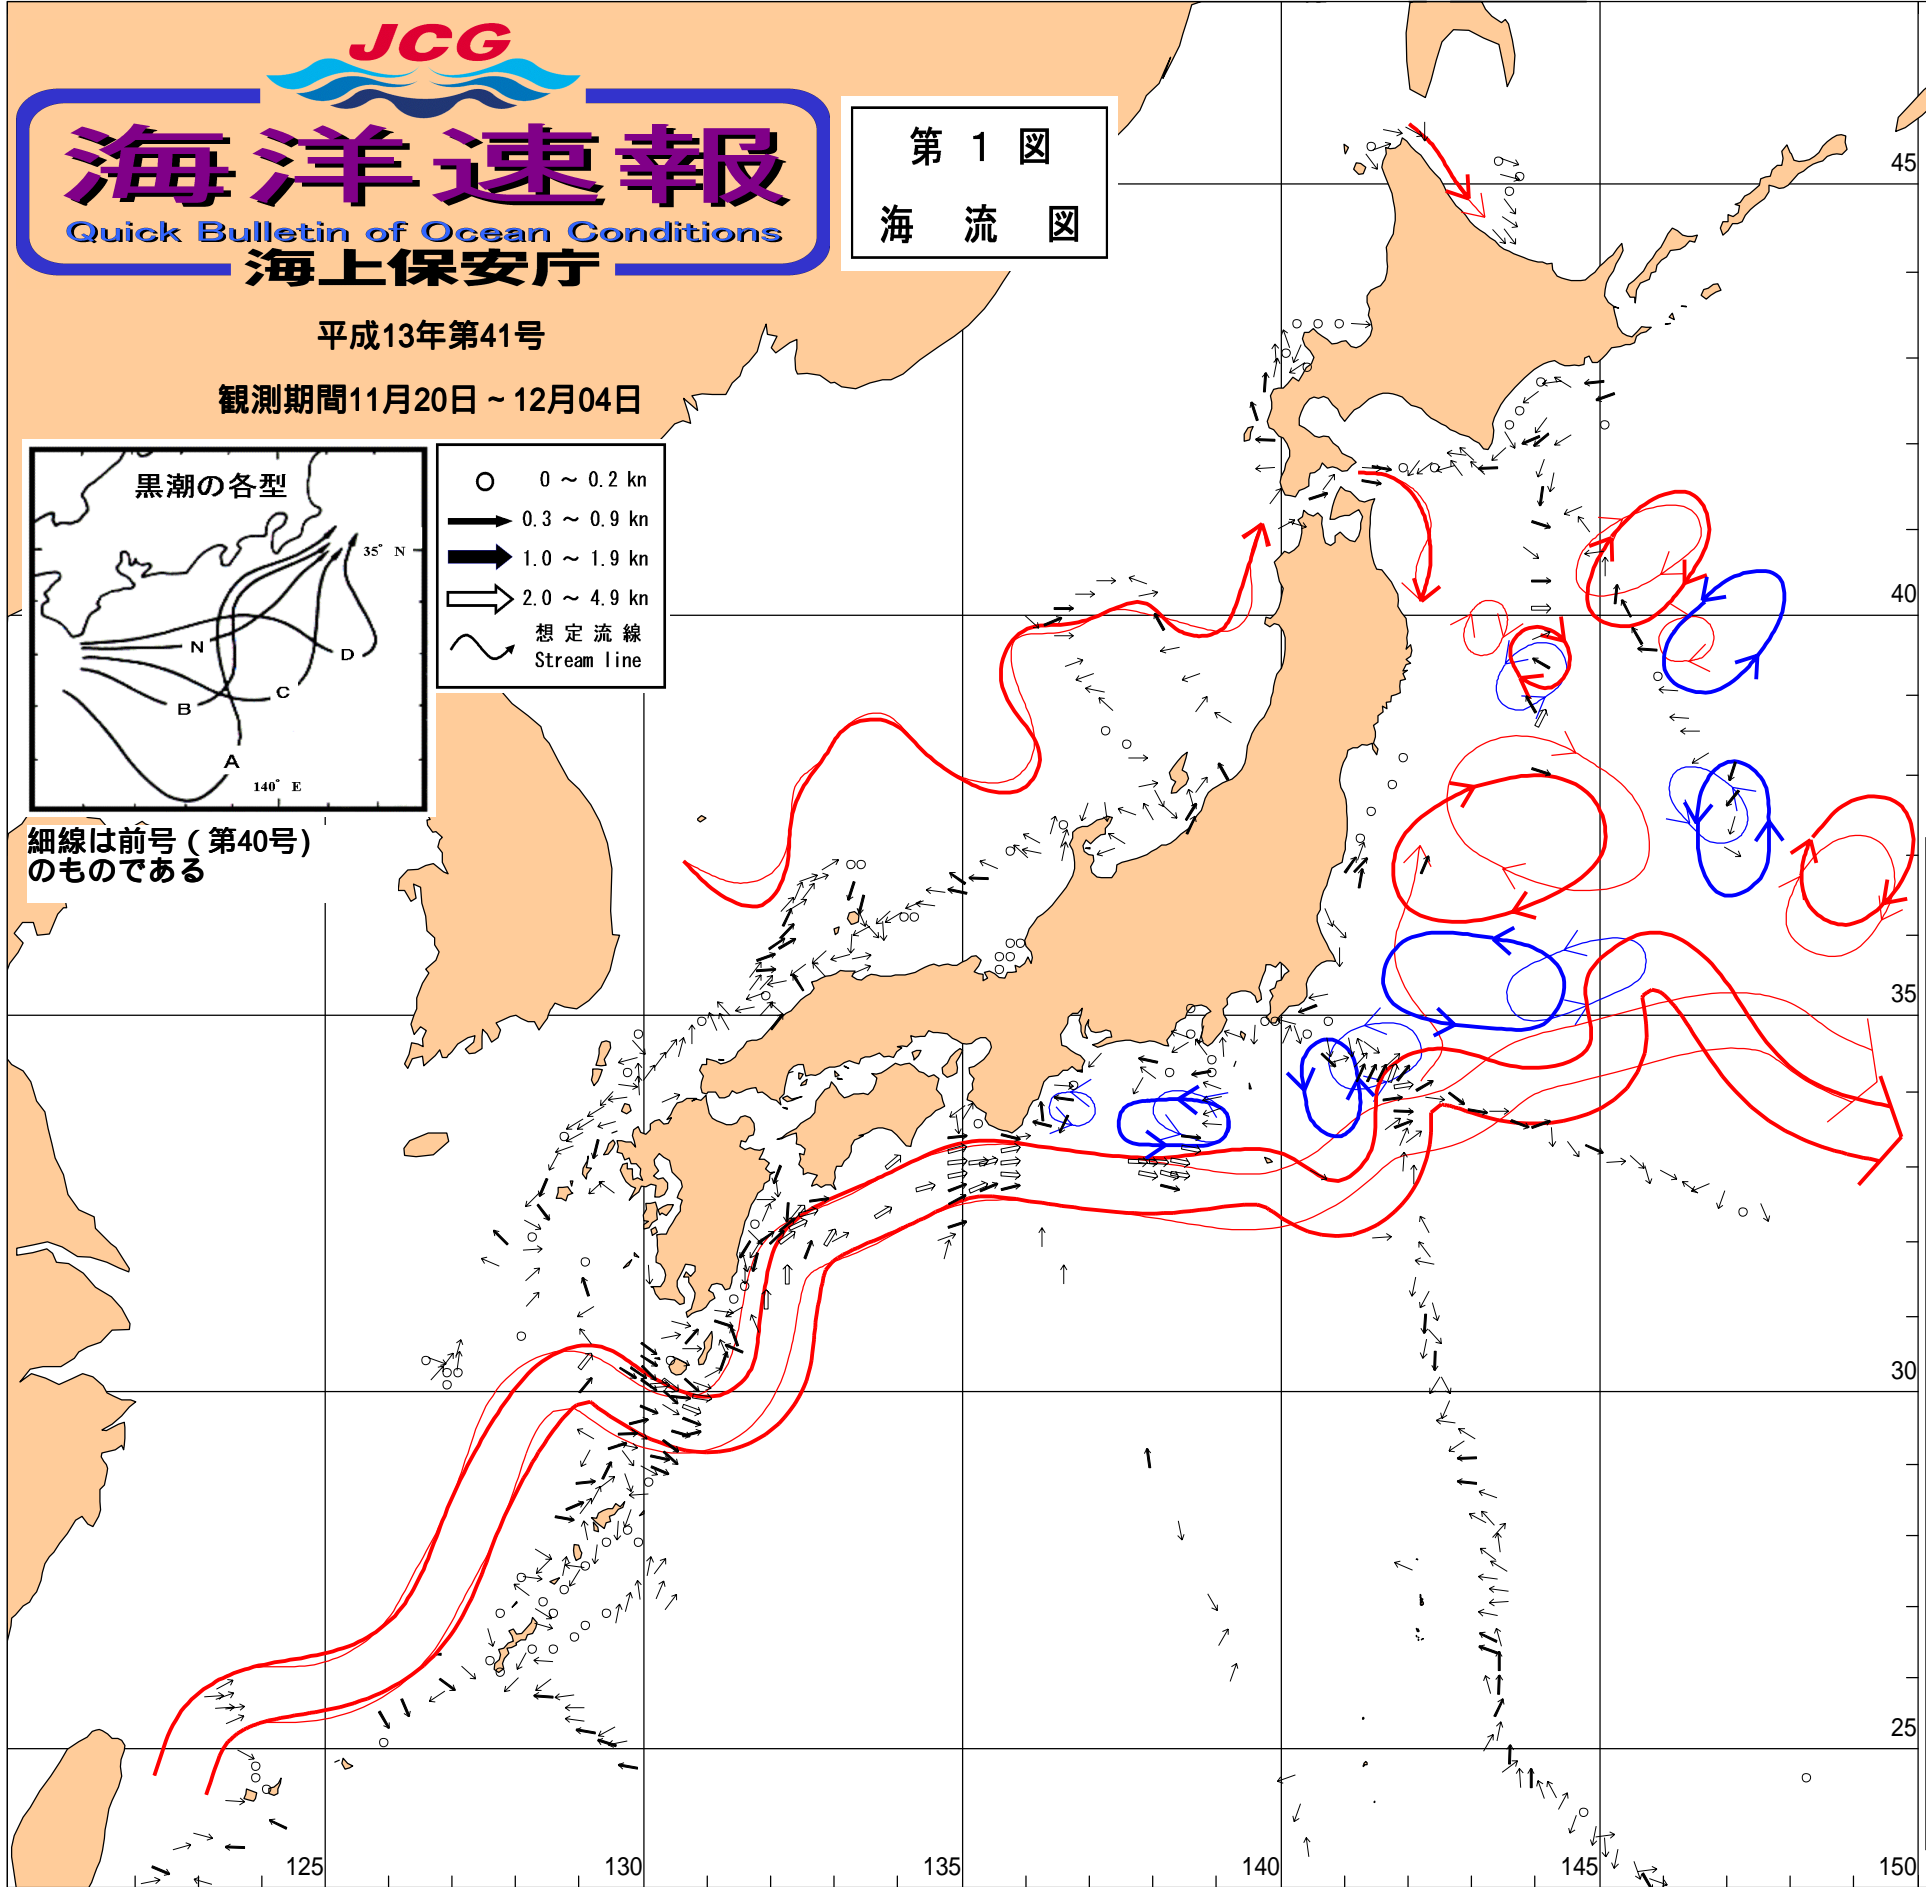 JCG
海洋速報
Quick Bulletin of Ocean Conditions
海上保安庁
平成13年第41号
観測期間11月20日～12月04日
第 1 図
海 流 図
黒潮の各型
35° N
N
D
C
B
A
140° E
0 ～ 0.2 kn
0.3 ～ 0.9 kn
1.0 ～ 1.9 kn
2.0 ～ 4.9 kn
想定流線
Stream line
細線は前号(第40号)
のものである
45
40
35
30
25
125
130
135
140
145
150